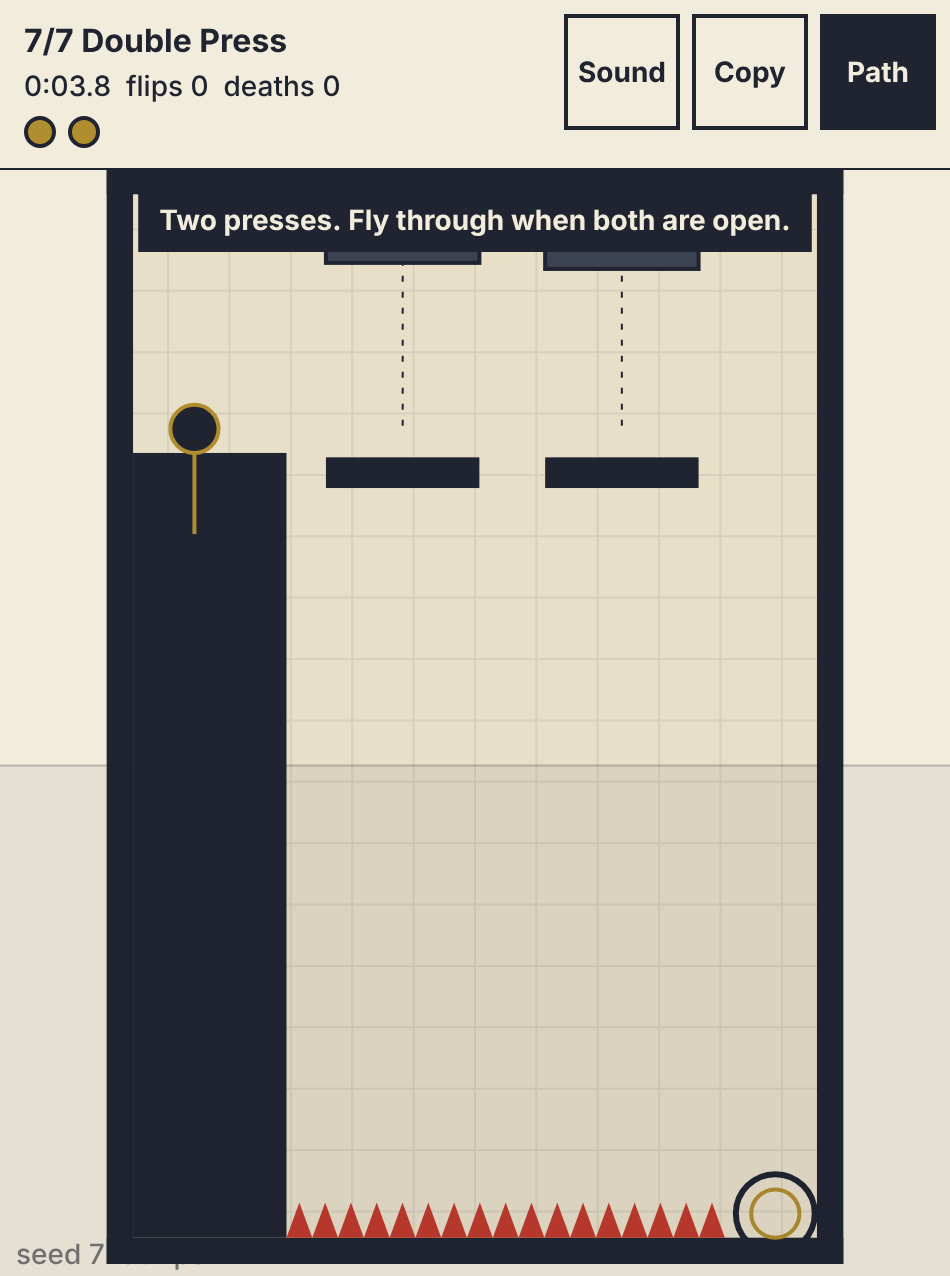 7/7 Double Press
0:03.8 flips 0 deaths 0
Sound
Copy
Path
Two presses. Fly through when both are open.
seed 7